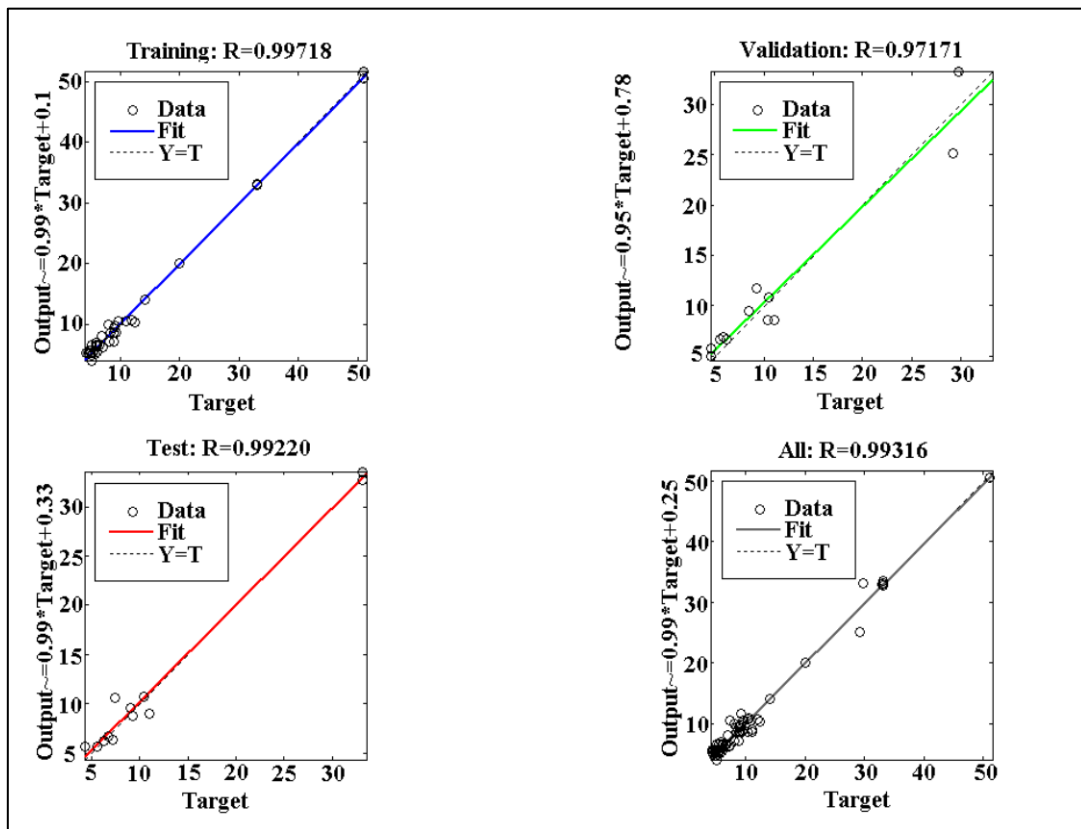 Training: R=0.99718
Output~=0.99*Target+0.1
50
40
30
20
10
Data
Fit
Y=T
10 20 30 40 50
Target
Validation: R=0.97171
Output~=0.95*Target+0.78
30
25
20
15
10
5
Data
Fit
Y=T
5 10 15 20 25 30
Target
Test: R=0.99220
Output~=0.99*Target+0.33
30
25
20
15
10
5
Data
Fit
Y=T
5 10 15 20 25 30
Target
All: R=0.99316
Output~=0.99*Target+0.25
50
40
30
20
10
Data
Fit
Y=T
10 20 30 40 50
Target